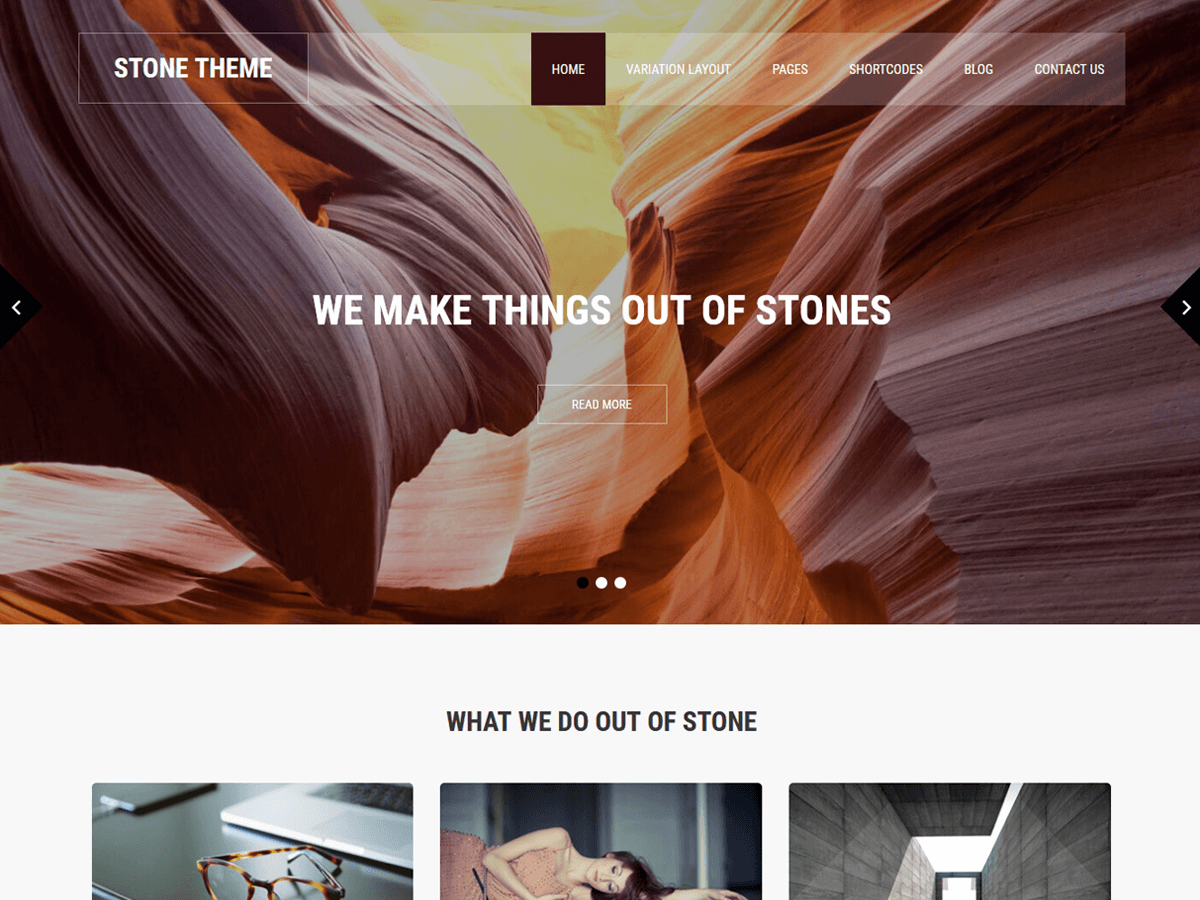 STONE THEME
HOME VARIATION LAYOUT PAGES SHORTCODES BLOG CONTACT US
WE MAKE THINGS OUT OF STONES
READ MORE
WHAT WE DO OUT OF STONE